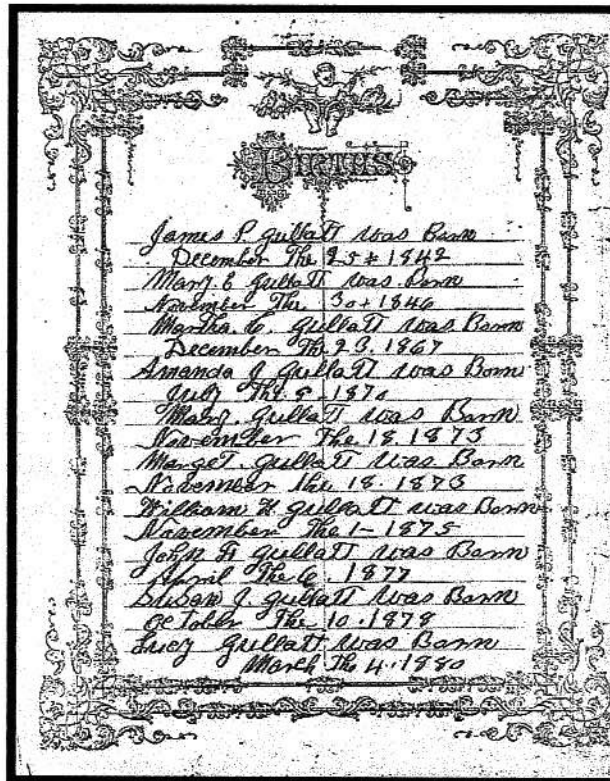 BIRTHS
James P. Gullatt was Born
December The 25 + 1842
Mary E Gullatt was Born
November The 30 + 1846
Martha C. Gullatt was Born
December The 23, 1867
Amanda J Gullatt was Born
July The 8 - 1870
Mary. Gullatt was Born
November The 18. 1873
Marget. Gullatt was Born
November the 18. 1873
William H Gullatt was Born
November The 1 - 1875
John H Gullatt was Born
April The 6. 1877
Susan J. Gullatt was Born
October The 10. 1878
Lucy Gullatt was Born
March The 4. 1880